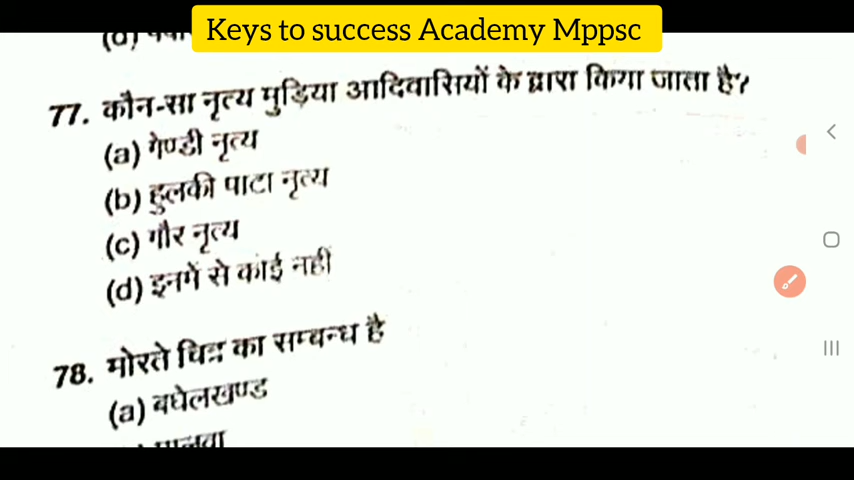 Keys to success Academy Mppsc
77. कौन-सा नृत्य मुड़िया आदिवासियों के द्वारा किया जाता है?
(a) गेण्डी नृत्य
(b) हुलकी पाटा नृत्य
(c) गौर नृत्य
(d) इनमें से काई नहीं
78. मोरते चित्र का सम्बन्ध है
(a) बघेलखण्ड